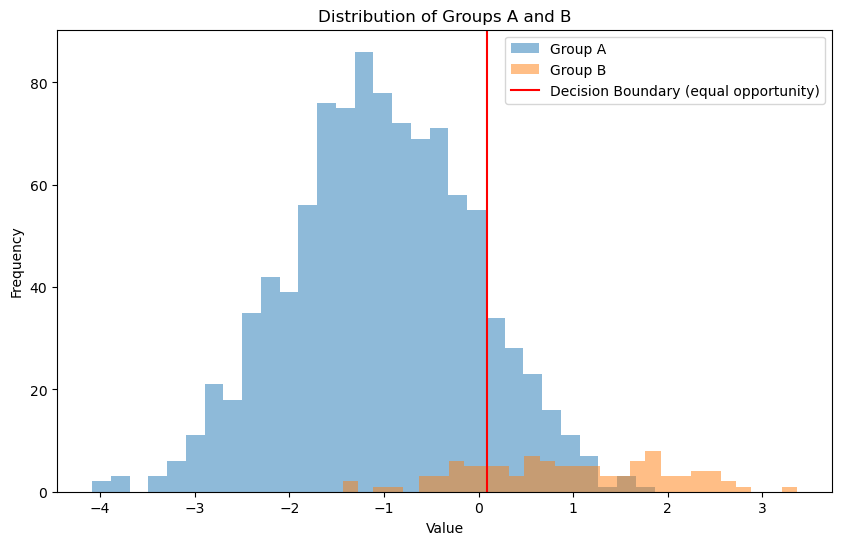 Distribution of Groups A and B
Group A
Group B
Decision Boundary (equal opportunity)
Frequency
80
60
40
20
0
−4
−3
−2
−1
0
1
2
3
Value